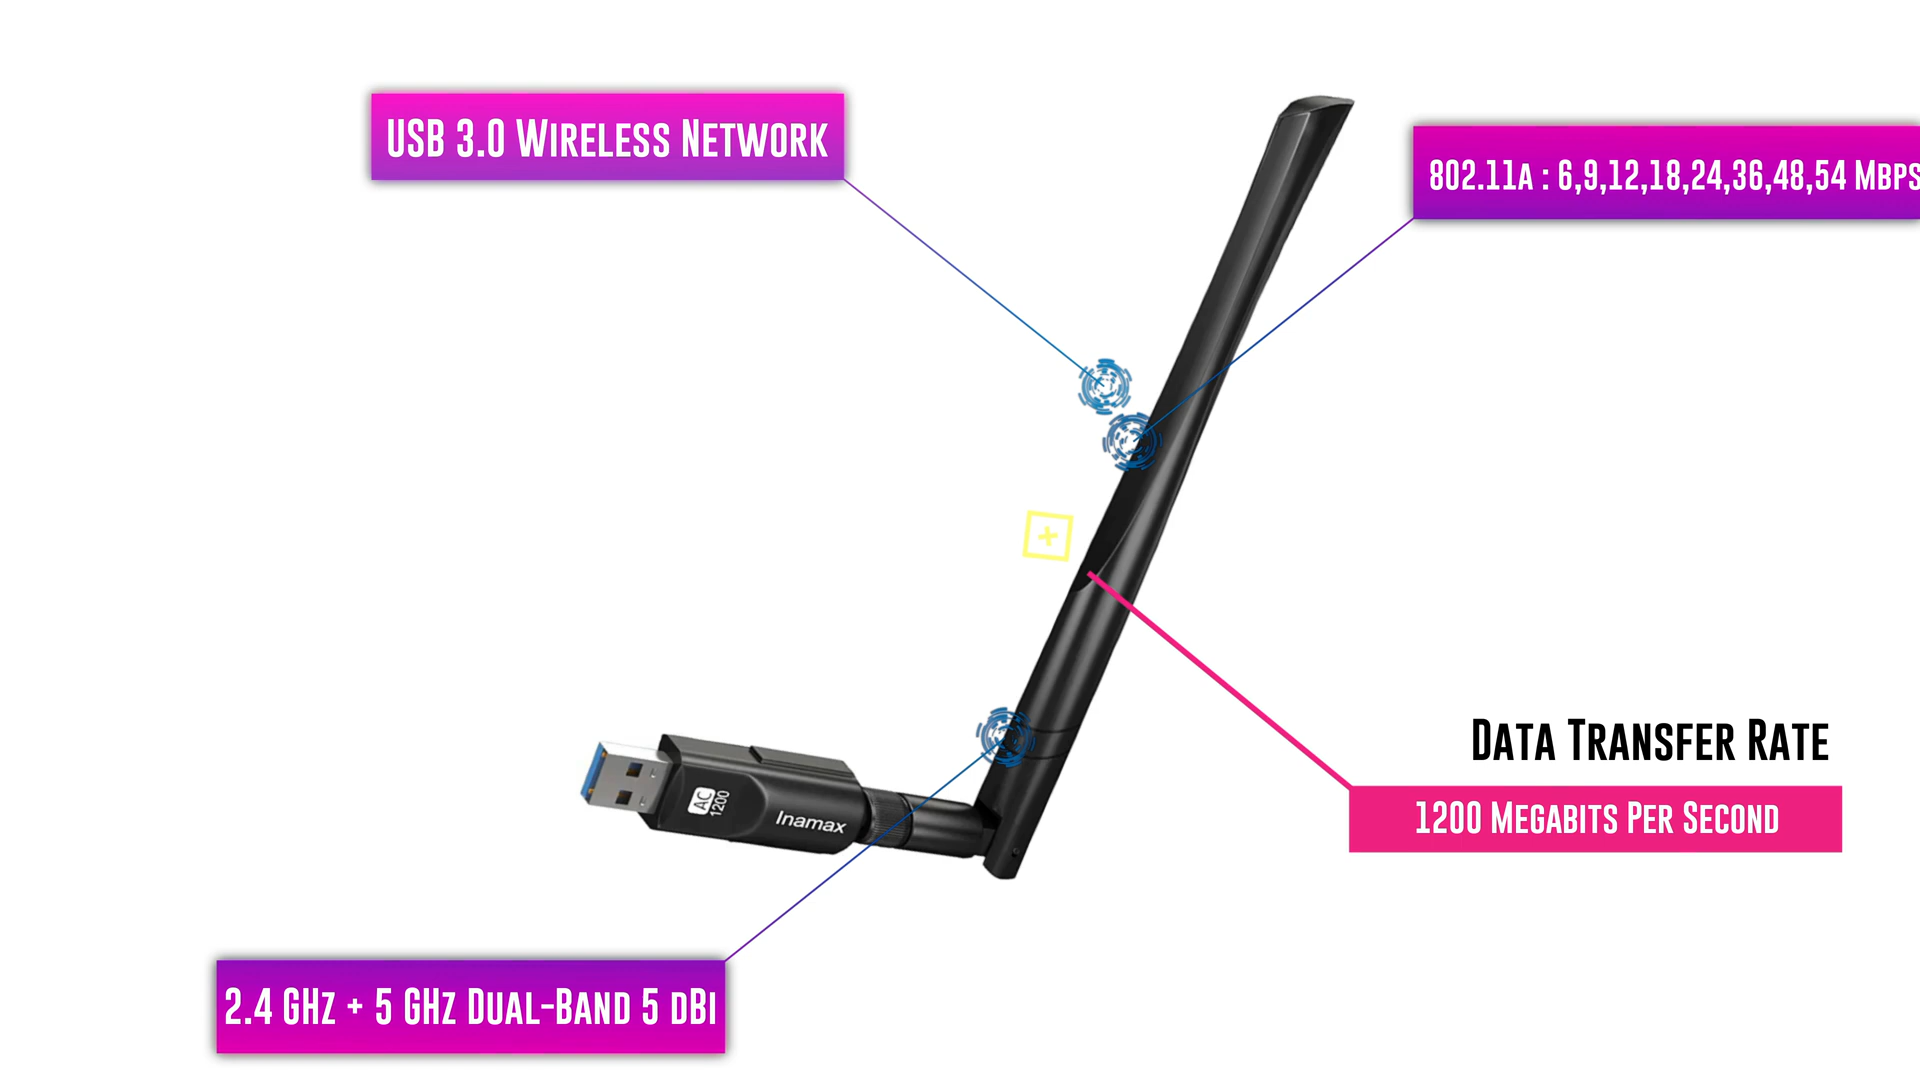 USB 3.0 Wireless Network
802.11a : 6,9,12,18,24,36,48,54 Mbps
Data Transfer Rate
1200 Megabits Per Second
AC
1200
Inamax
2.4 GHz + 5 GHz Dual-Band 5 dBi